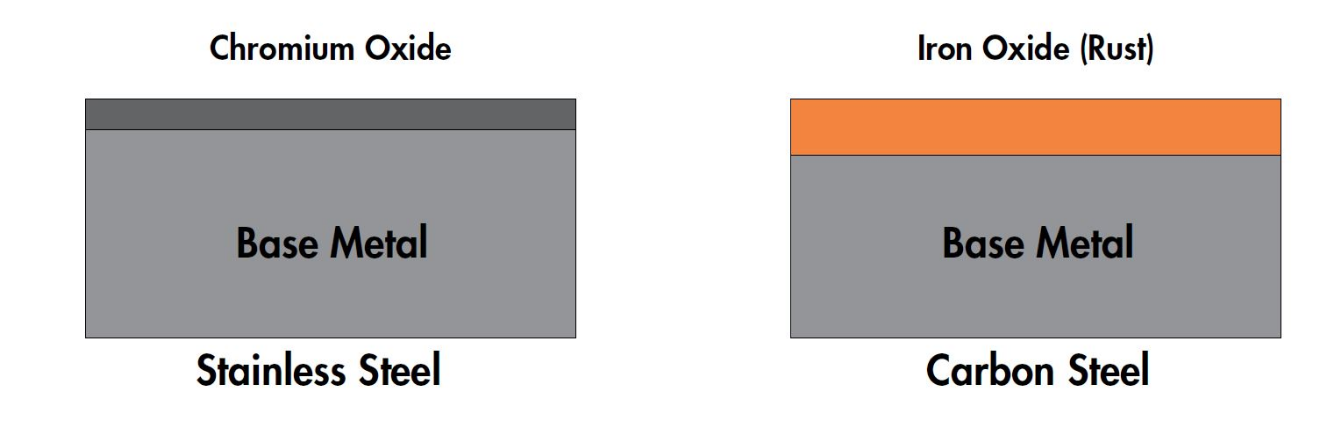 Chromium Oxide
Base Metal
Stainless Steel
Iron Oxide (Rust)
Base Metal
Carbon Steel